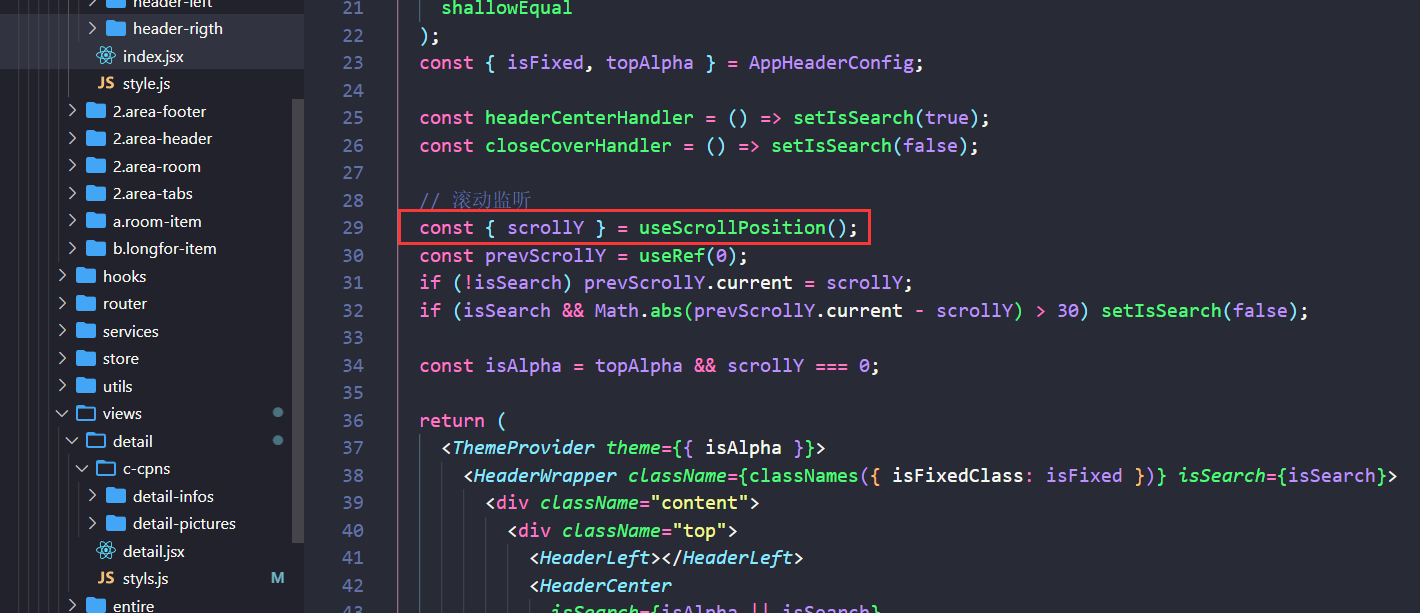 header-left
header-rigth
index.jsx
JS style.js
2.area-footer
2.area-header
2.area-room
2.area-tabs
a.room-item
b.longfor-item
hooks
router
services
store
utils
views
detail
c-cpns
detail-infos
detail-pictures
detail.jsx
JS styls.js M
entire
21 shallowEqual
22 );
23 const { isFixed, topAlpha } = AppHeaderConfig;
24
25 const headerCenterHandler = () => setIsSearch(true);
26 const closeCoverHandler = () => setIsSearch(false);
27
28 // 滚动监听
29 const { scrollY } = useScrollPosition();
30 const prevScrollY = useRef(0);
31 if (!isSearch) prevScrollY.current = scrollY;
32 if (isSearch && Math.abs(prevScrollY.current - scrollY) > 30) setIsSearch(false);
33
34 const isAlpha = topAlpha && scrollY === 0;
35
36 return (
37 <ThemeProvider theme={{ isAlpha }}>
38 <HeaderWrapper className={classNames({ isFixedClass: isFixed })} isSearch={isSearch}>
39 <div className="content">
40 <div className="top">
41 <HeaderLeft></HeaderLeft>
42 <HeaderCenter
43 isSearch={isAlpha || isSearch}